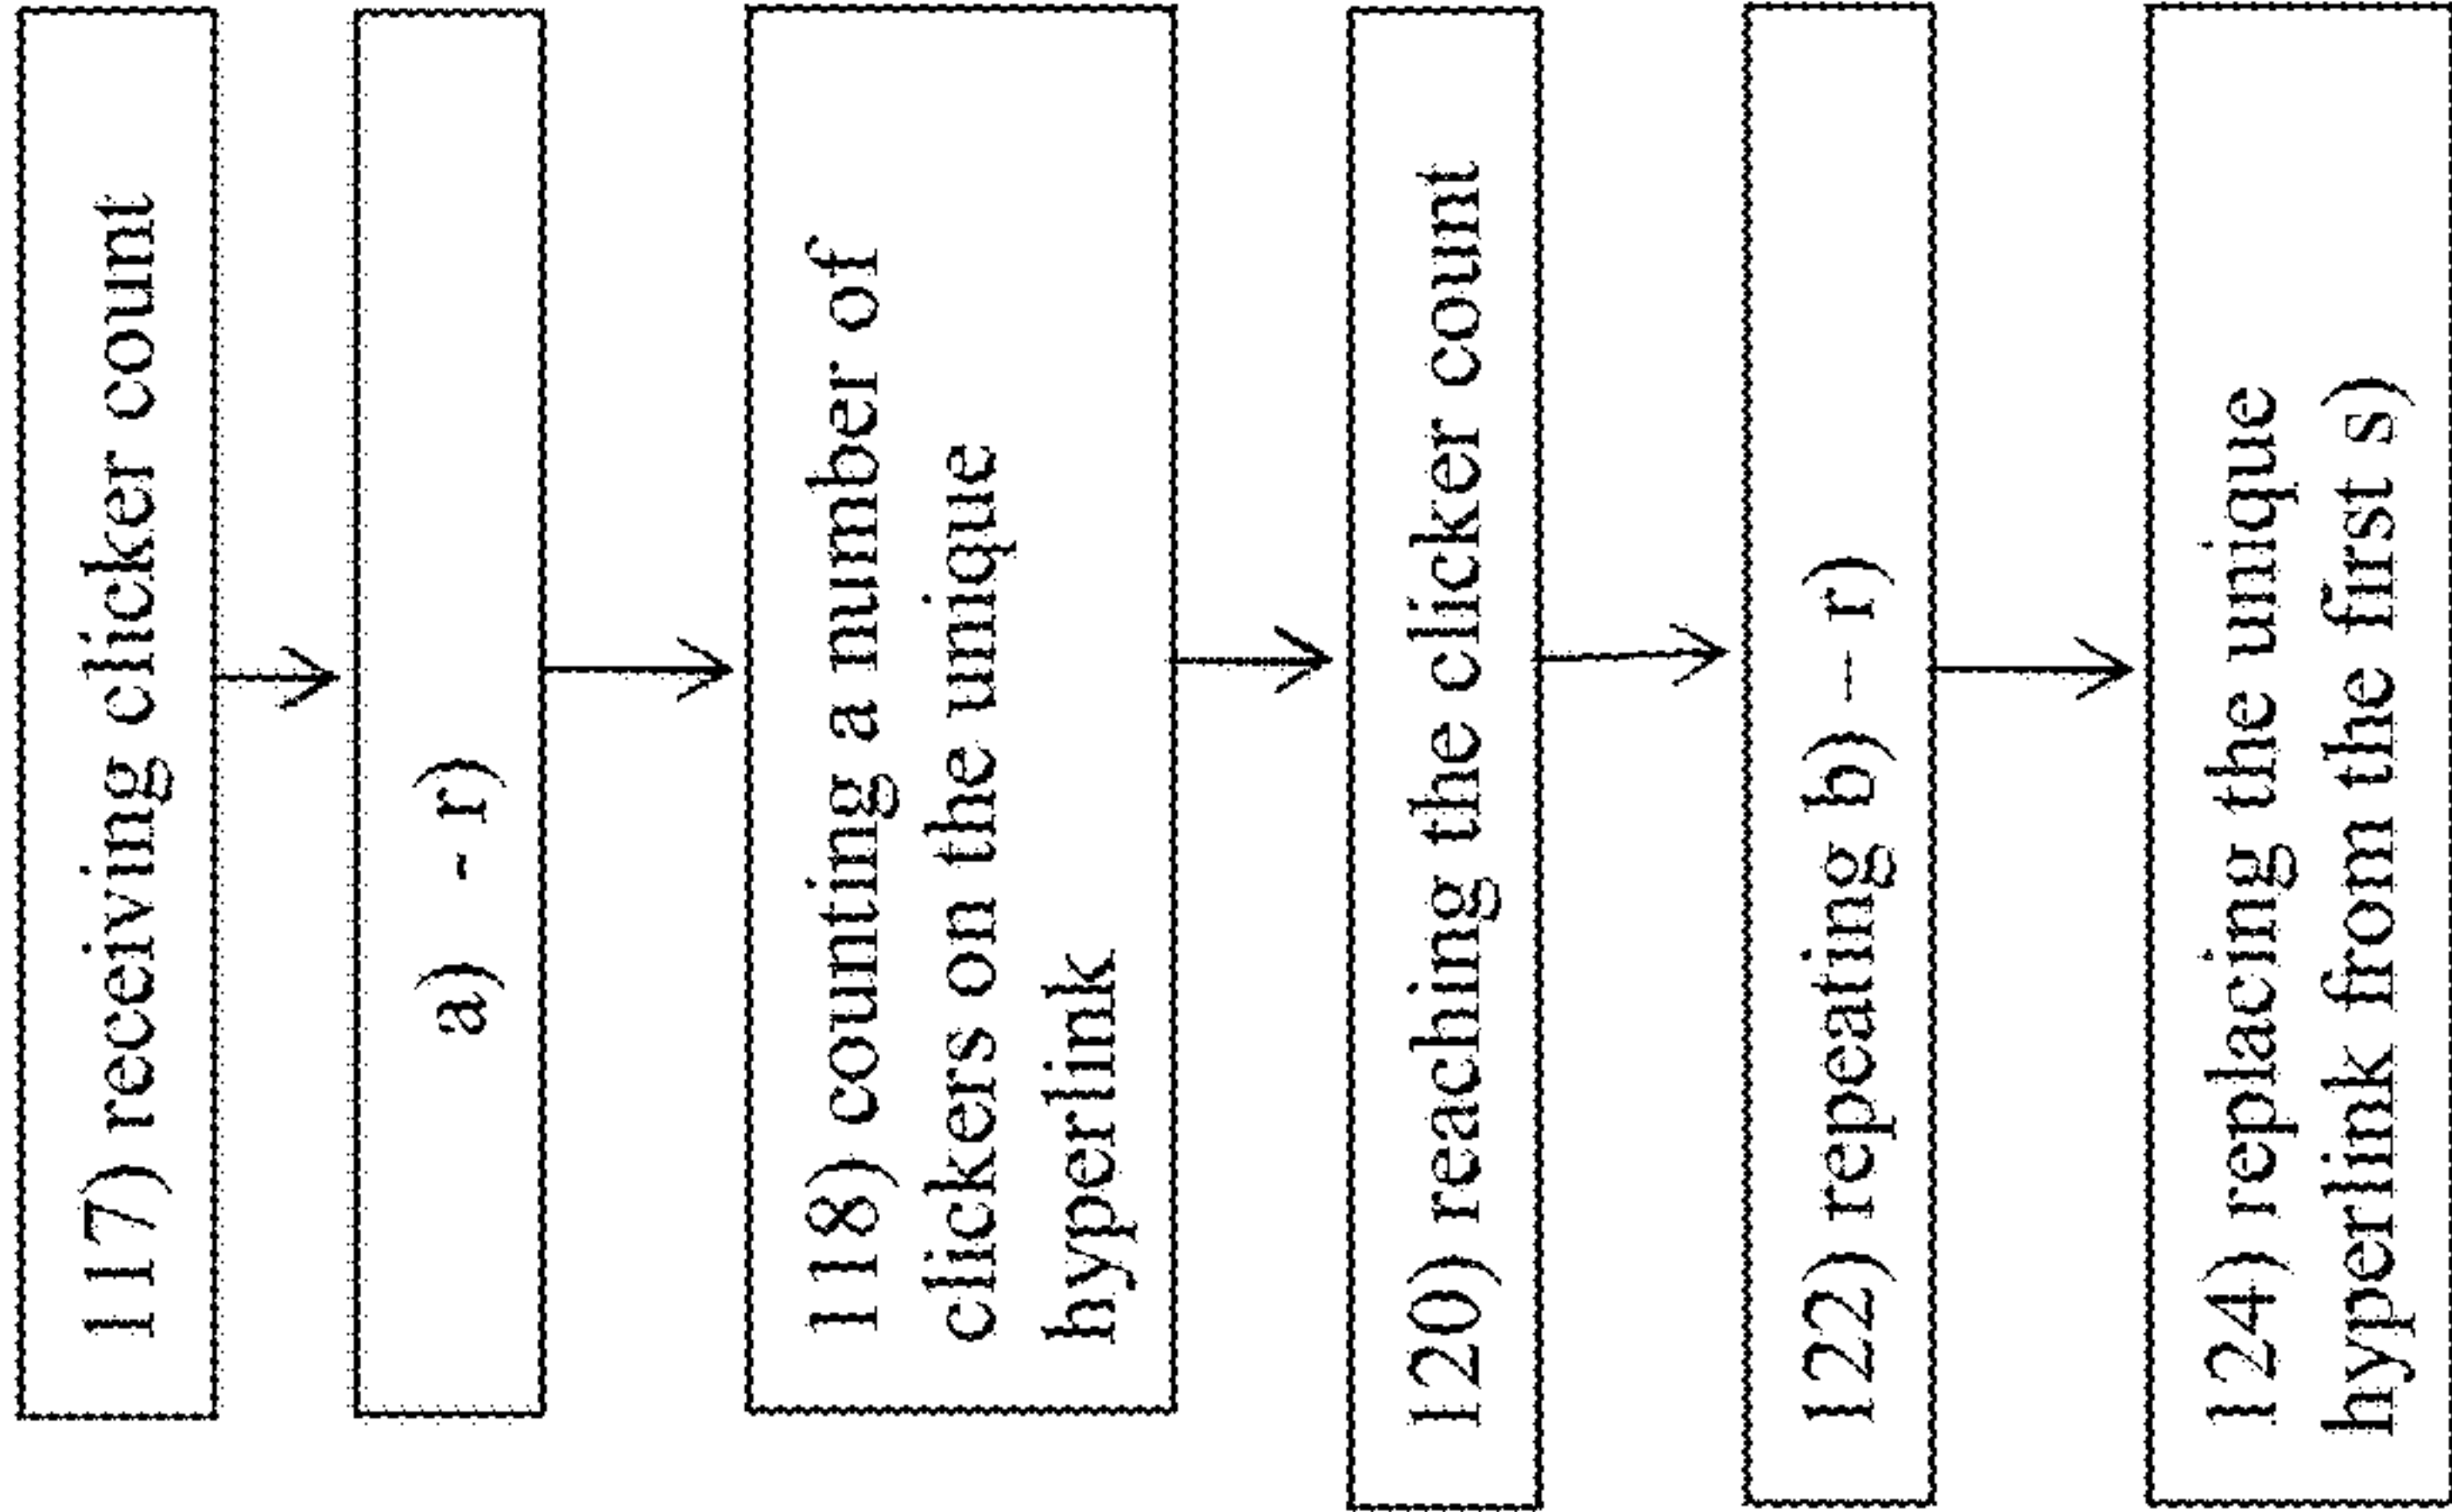 117) receiving clicker count
a) - r)
118) counting a number of
clickers on the unique
hyperlink
120) reaching the clicker count
122) repeating b) – r)
124) replacing the unique
hyperlink from the first s)